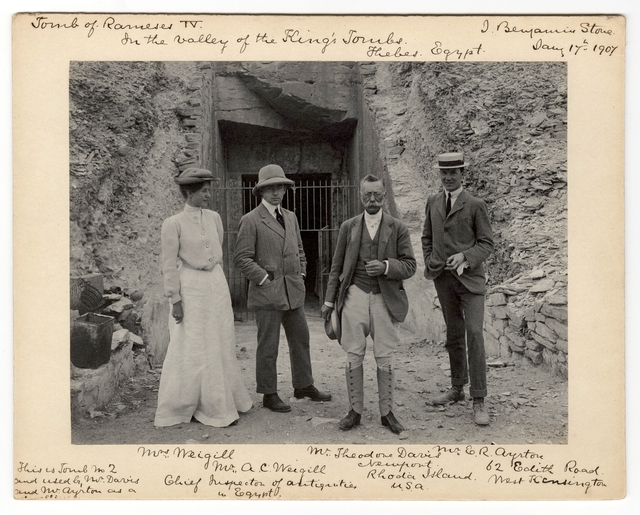 Tomb of Rameses IV.
In the valley of the King's Tombs.
Thebes. Egypt.
J. Benjamin Stone
Jany 17th 1907
Mrs Weigill
Mr. A. C. Weigill
Chief Inspector of antiquities
in Egypt.
Mr. Theodore Davis
Newport,
Rhoda Island.
USA.
Mr E. R. Ayrton
62 Edith Road
West Kensington
This is Tomb No 2
and used by Mr. Davis
and Mr Ayrton as a